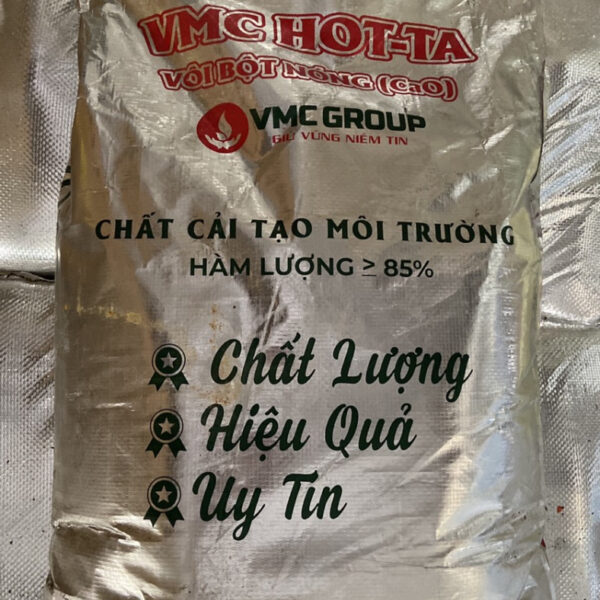 VMC HOT-TA
VÔI BỘT NÓNG (CaO)
VMC GROUP
GIỮ VỮNG NIỀM TIN
CHẤT CẢI TẠO MÔI TRƯỜNG
HÀM LƯỢNG ≥ 85%
Chất Lượng
Hiệu Quả
Uy Tín